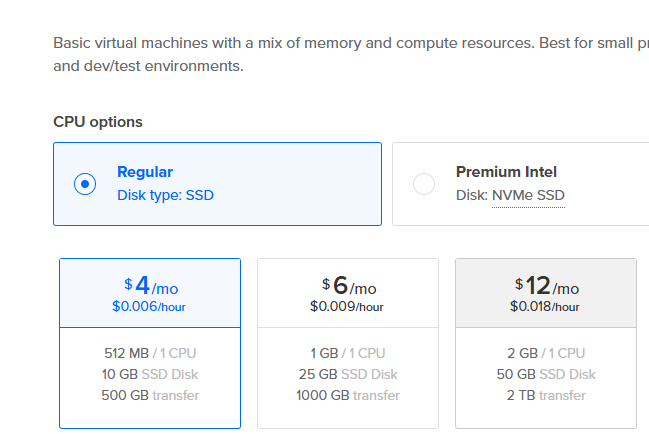 Basic virtual machines with a mix of memory and compute resources. Best for small
and dev/test environments.
CPU options
Regular
Disk type: SSD
Premium Intel
Disk: NVMe SSD
$4/mo
$0.006/hour
512 MB / 1 CPU
10 GB SSD Disk
500 GB transfer
$6/mo
$0.009/hour
1 GB / 1 CPU
25 GB SSD Disk
1000 GB transfer
$12/mo
$0.018/hour
2 GB / 1 CPU
50 GB SSD Disk
2 TB transfer